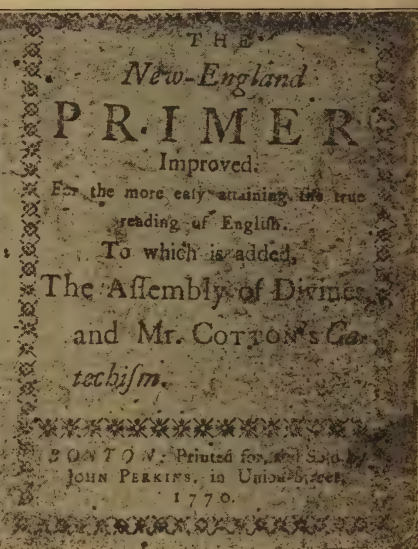 THE
New-England
PRIMER
Improved.
For the more eaſy attaining the true
reading of Engliſh.
To which is added,
The Aſſembly of Divines,
and Mr. COTTON's Ca-
techiſm.
BONTON: Printed for, and Sold by
JOHN PERKINS, in Union-Street,
1770.